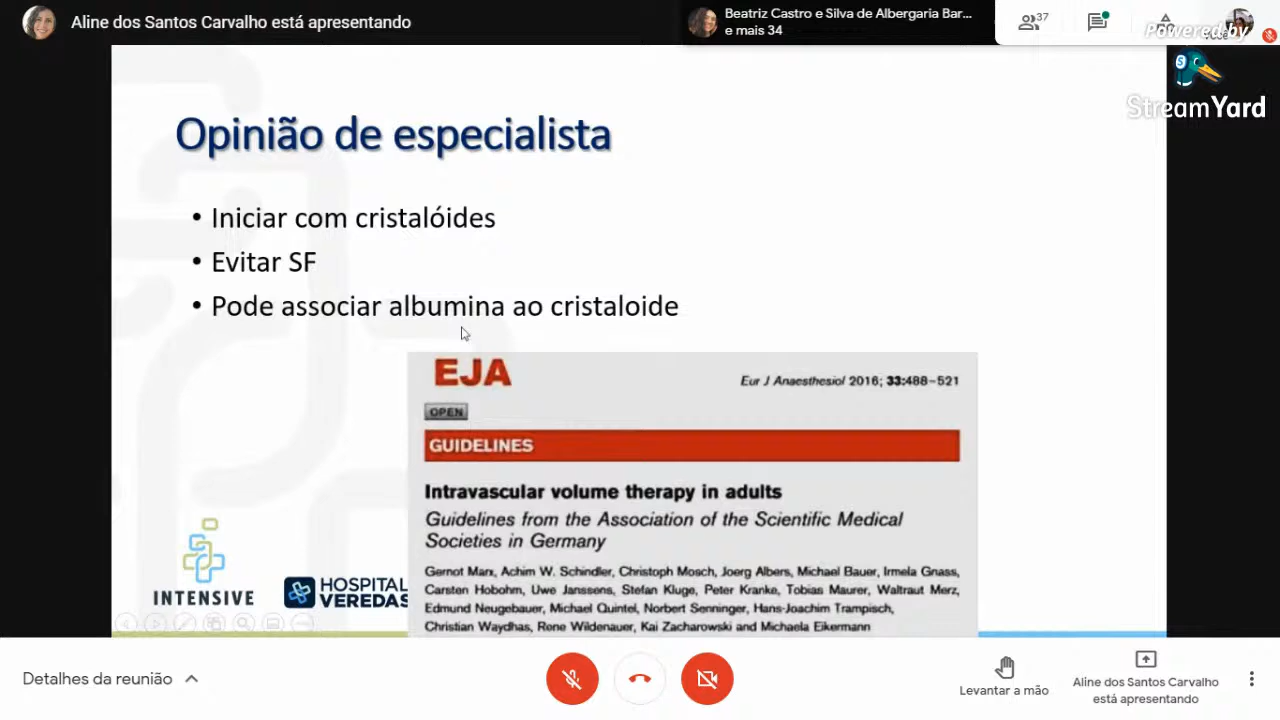 Aline dos Santos Carvalho está apresentando
Beatriz Castro e Silva de Albergaria Bar...
e mais 34
37
Powered by
StreamYard
Opinião de especialista
• Iniciar com cristalóides
• Evitar SF
• Pode associar albumina ao cristaloide
EJA
Eur J Anaesthesiol 2016; 33:488–521
OPEN
GUIDELINES
Intravascular volume therapy in adults
Guidelines from the Association of the Scientific Medical
Societies in Germany
Gernot Marx, Achim W. Schindler, Christoph Mosch, Joerg Albers, Michael Bauer, Irmela Gnass,
Carsten Hobohm, Uwe Janssens, Stefan Kluge, Peter Kranke, Tobias Maurer, Waltraut Merz,
Edmund Neugebauer, Michael Quintel, Norbert Senninger, Hans-Joachim Trampisch,
Christian Waydhas, Rene Wildenauer, Kai Zacharowski and Michaela Eikermann
INTENSIVE
HOSPITAL
VEREDAS
Detalhes da reunião
Levantar a mão
Aline dos Santos Carvalho
está apresentando